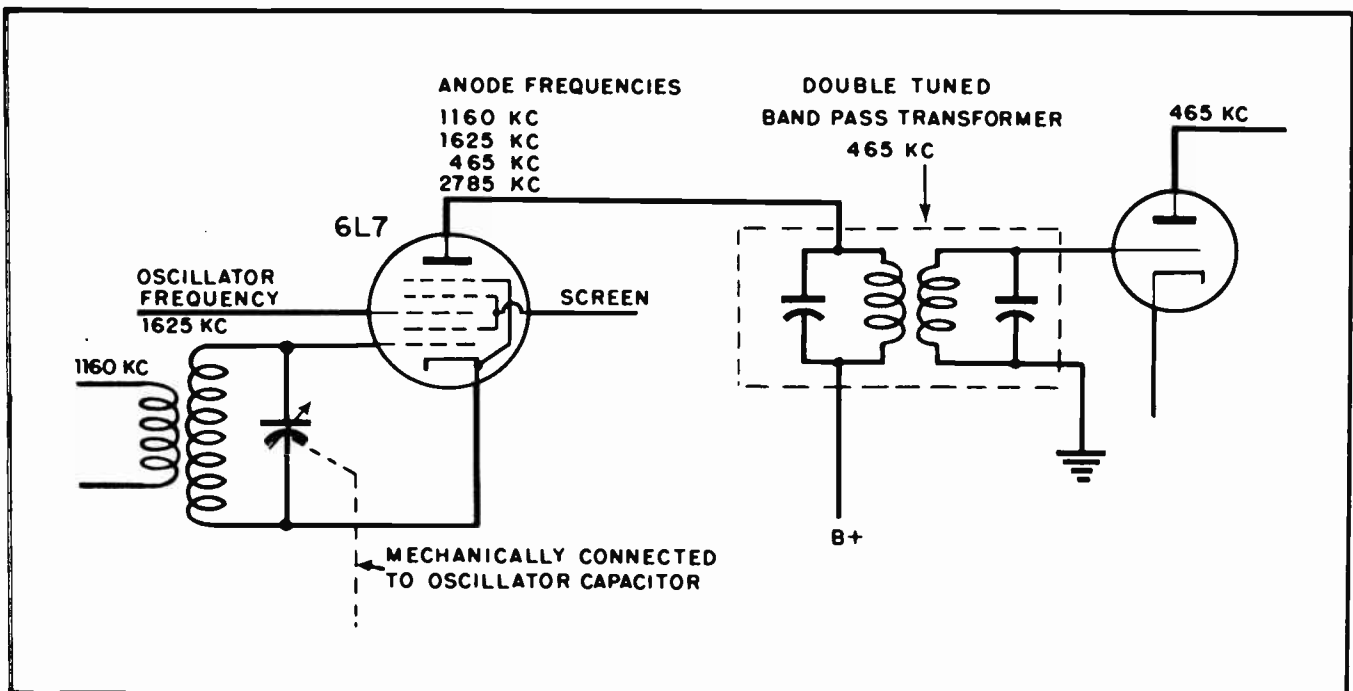 ANODE FREQUENCIES
1160 KC
1625 KC
465 KC
2785 KC
DOUBLE TUNED
BAND PASS TRANSFORMER
465 KC
465 KC
6L7
OSCILLATOR
FREQUENCY
1625 KC
SCREEN
1160 KC
B+
MECHANICALLY CONNECTED
TO OSCILLATOR CAPACITOR